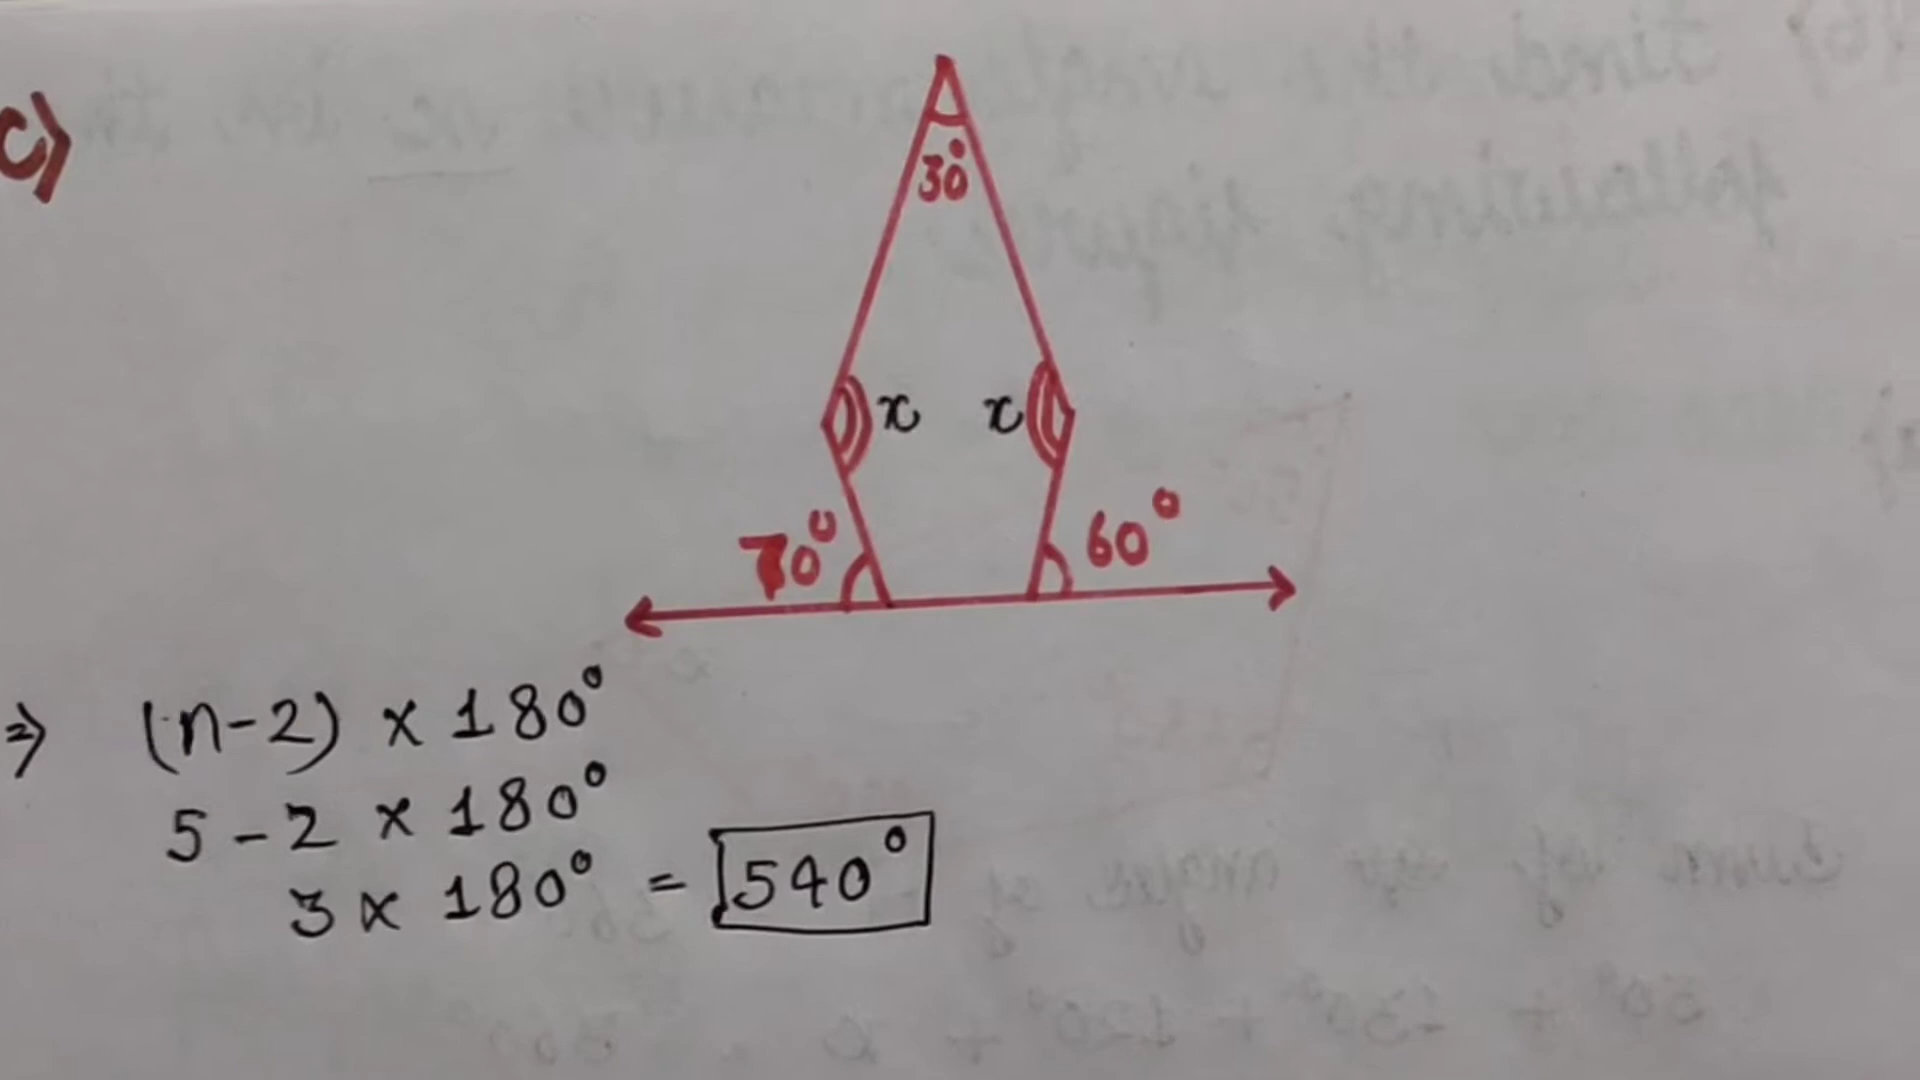 c)
30°
x x
70° 60°
⇒ (n-2) x 180°
5 - 2 x 180°
3 x 180° = 540°